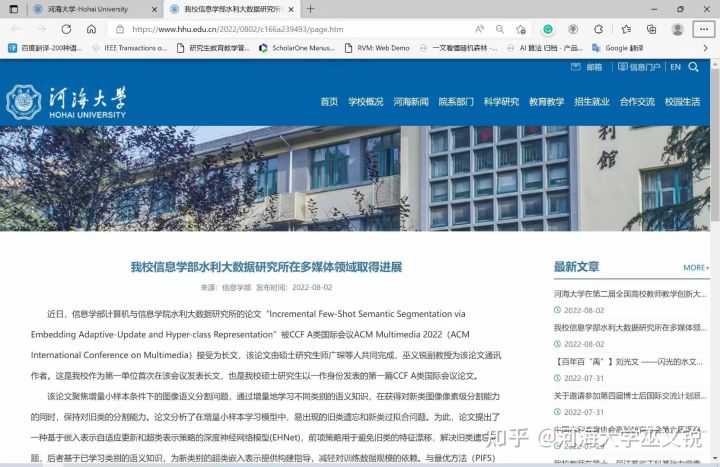 河海大学-Hohai University
我校信息学部水利大数据研究所
https://www.hhu.edu.cn/2022/0802/c166a239493/page.htm
百度翻译-200种语...
IEEE Transactions o...
研究生教育教学管...
ScholarOne Manus...
RVM: Web Demo
一文看懂随机森林-...
AI 算法 归档 - 产品...
Google 翻译
邮箱
信息门户
EN
河海大学
HOHAI UNIVERSITY
首页 学校概况 河海新闻 院系部门 科学研究 教育教学 招生就业 合作交流 校园生活
利
館
我校信息学部水利大数据研究所在多媒体领域取得进展
来源：信息学部 发布时间：2022-08-02
近日，信息学部计算机与信息学院水利大数据研究所的论文“Incremental Few-Shot Semantic Segmentation via
Embedding Adaptive-Update and Hyper-class Representation”被CCF A类国际会议ACM Multimedia 2022（ACM
International Conference on Multimedia）接受为长文，该论文由硕士研究生师广琛等人共同完成，巫义锐副教授为该论文通讯
作者。这是我校作为第一单位首次在该会议发表长文，也是我校硕士研究生以一作身份发表的第一篇CCF A类国际会议论文。
该论文聚焦增量小样本条件下的图像语义分割问题，通过增量地学习不同类别的语义知识，在获得对新类图像像素级分割能力
的同时，保持对旧类的分割能力。论文分析了在增量小样本学习模型中，易出现的旧类遗忘和新类过拟合问题。为此，论文提出了
一种基于嵌入表示自适应更新和超类表示策略的深度神经网络模型(EHNet)，前项策略用于避免旧类的特征漂移，解决旧类遗忘
题，后者基于已学习类别的语义知识，为新类别的超类嵌入表示提供构建指导，减轻对训练数据规模的依赖。与最优方法（PIFS）
最新文章
MORE+
河海大学在第二届全国高校教师教学创新大...
2022-08-02
我校信息学部水利大数据研究所在多媒体领...
2022-08-02
【百年百“禹】刘光文 ——闪光的水文...
2022-07-31
关于邀请参加第四届博士后国际交流计划派...
2022-07-31
2022-07-29
知乎 @河海大学巫义锐